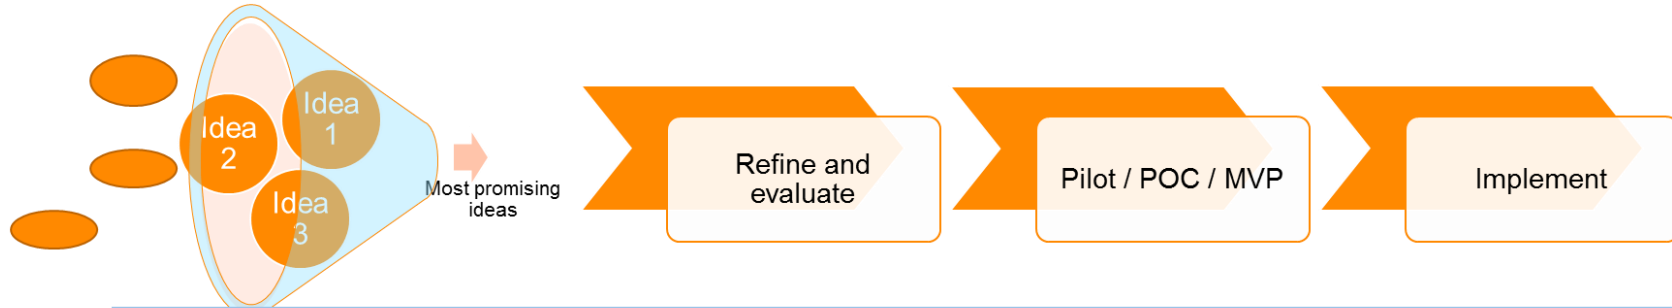 Idea
1
Idea
2
Idea
3
Most promising
ideas
Refine and
evaluate
Pilot / POC / MVP
Implement